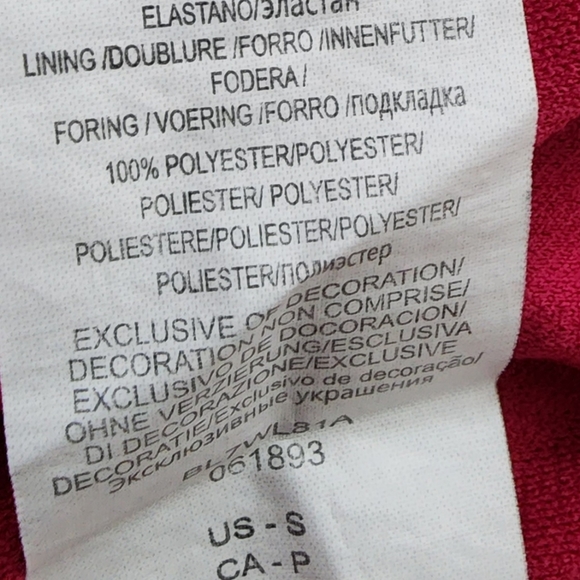 ELASTANO/эластан
LINING /DOUBLURE /FORRO /INNENFUTTER/
FODERA/
FORING / VOERING /FORRO /подкладка
100% POLYESTER/POLYESTER/
POLIESTER/ POLYESTER/
POLIESTERE/POLIESTER/POLYESTER/
POLIESTER/полиэстер
EXCLUSIVE OF DECORATION/
DECORATION NON COMPRISE/
EXCLUSIVO DE DOCORACION/
OHNE VERZIERUNG/ESCLUSIVA
DI DECORAZIONE/EXCLUSIVE
DECORATIE/Exclusivo de decoração/
Эксклюзивные украшения
BL7WL81A
061893
US - S
CA - P